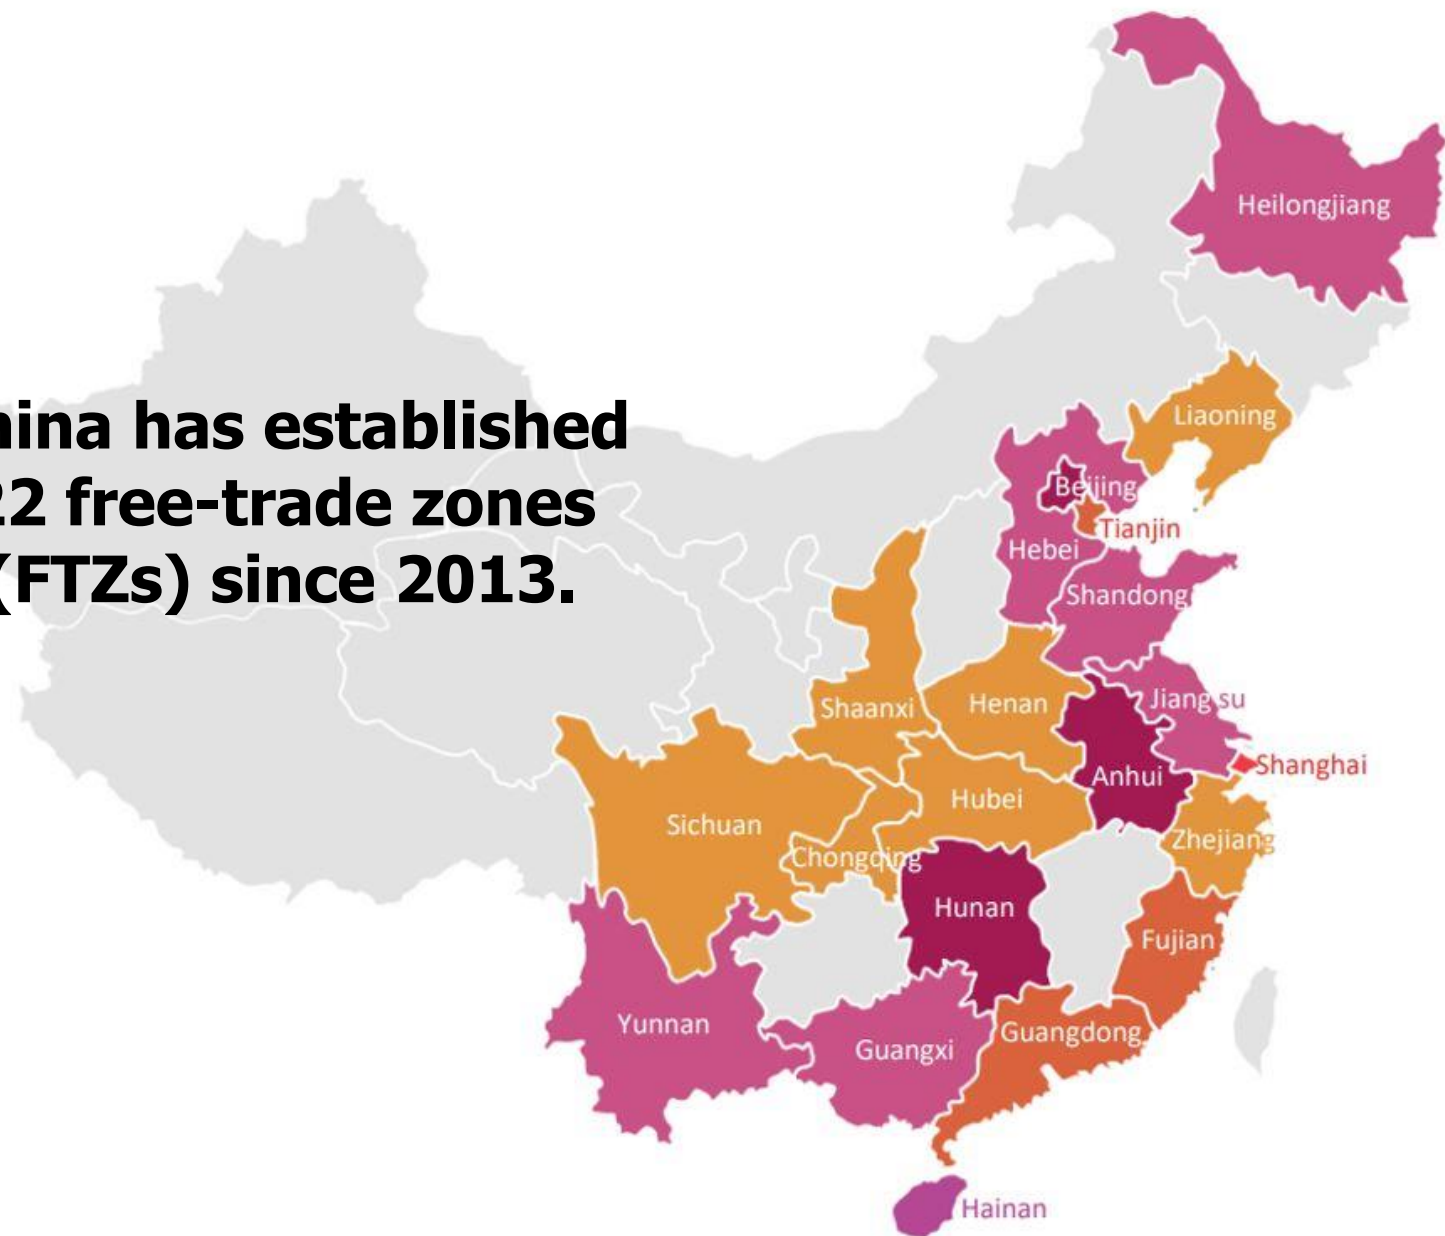 Heilongjiang
Liaoning
hina has established
22 free-trade zones
(FTZs) since 2013.
Beijing
Tianjin
Hebei
Shandong
Shaanxi
Henan
Jiang su
Shanghai
Anhui
Hubei
Sichuan
Zhejiang
Chongqing
Hunan
Fujian
Yunnan
Guangxi
Guangdong
Hainan